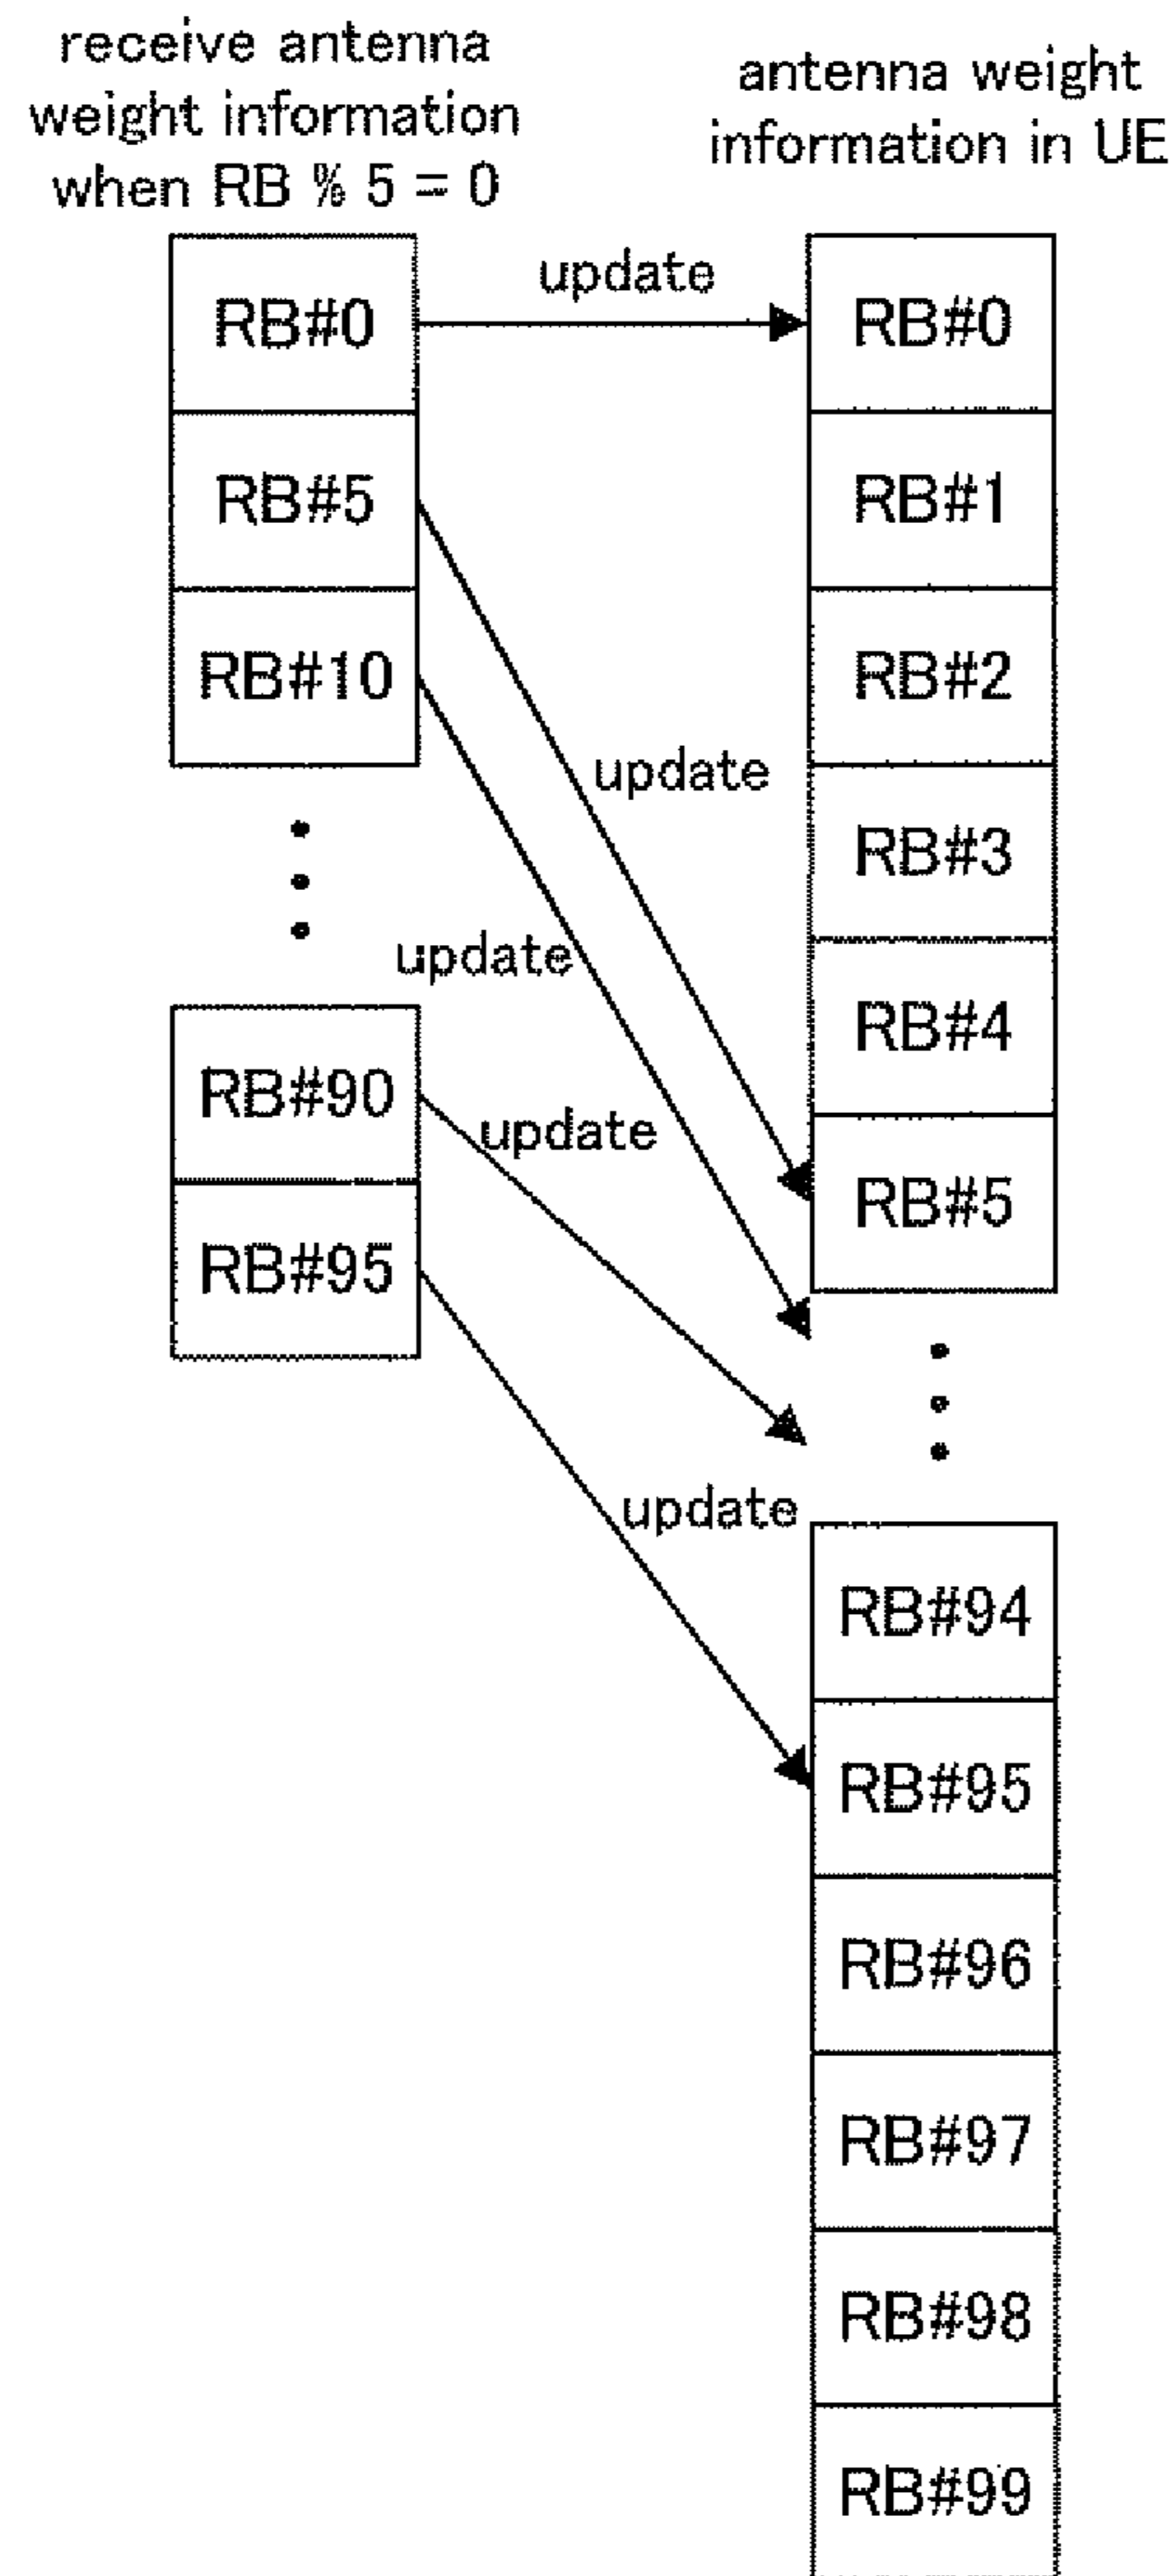 receive antenna
weight information
when RB % 5 = 0
antenna weight
information in UE
RB#0
RB#5
RB#10
RB#90
RB#95
update
update
update
update
update
RB#0
RB#1
RB#2
RB#3
RB#4
RB#5
RB#94
RB#95
RB#96
RB#97
RB#98
RB#99